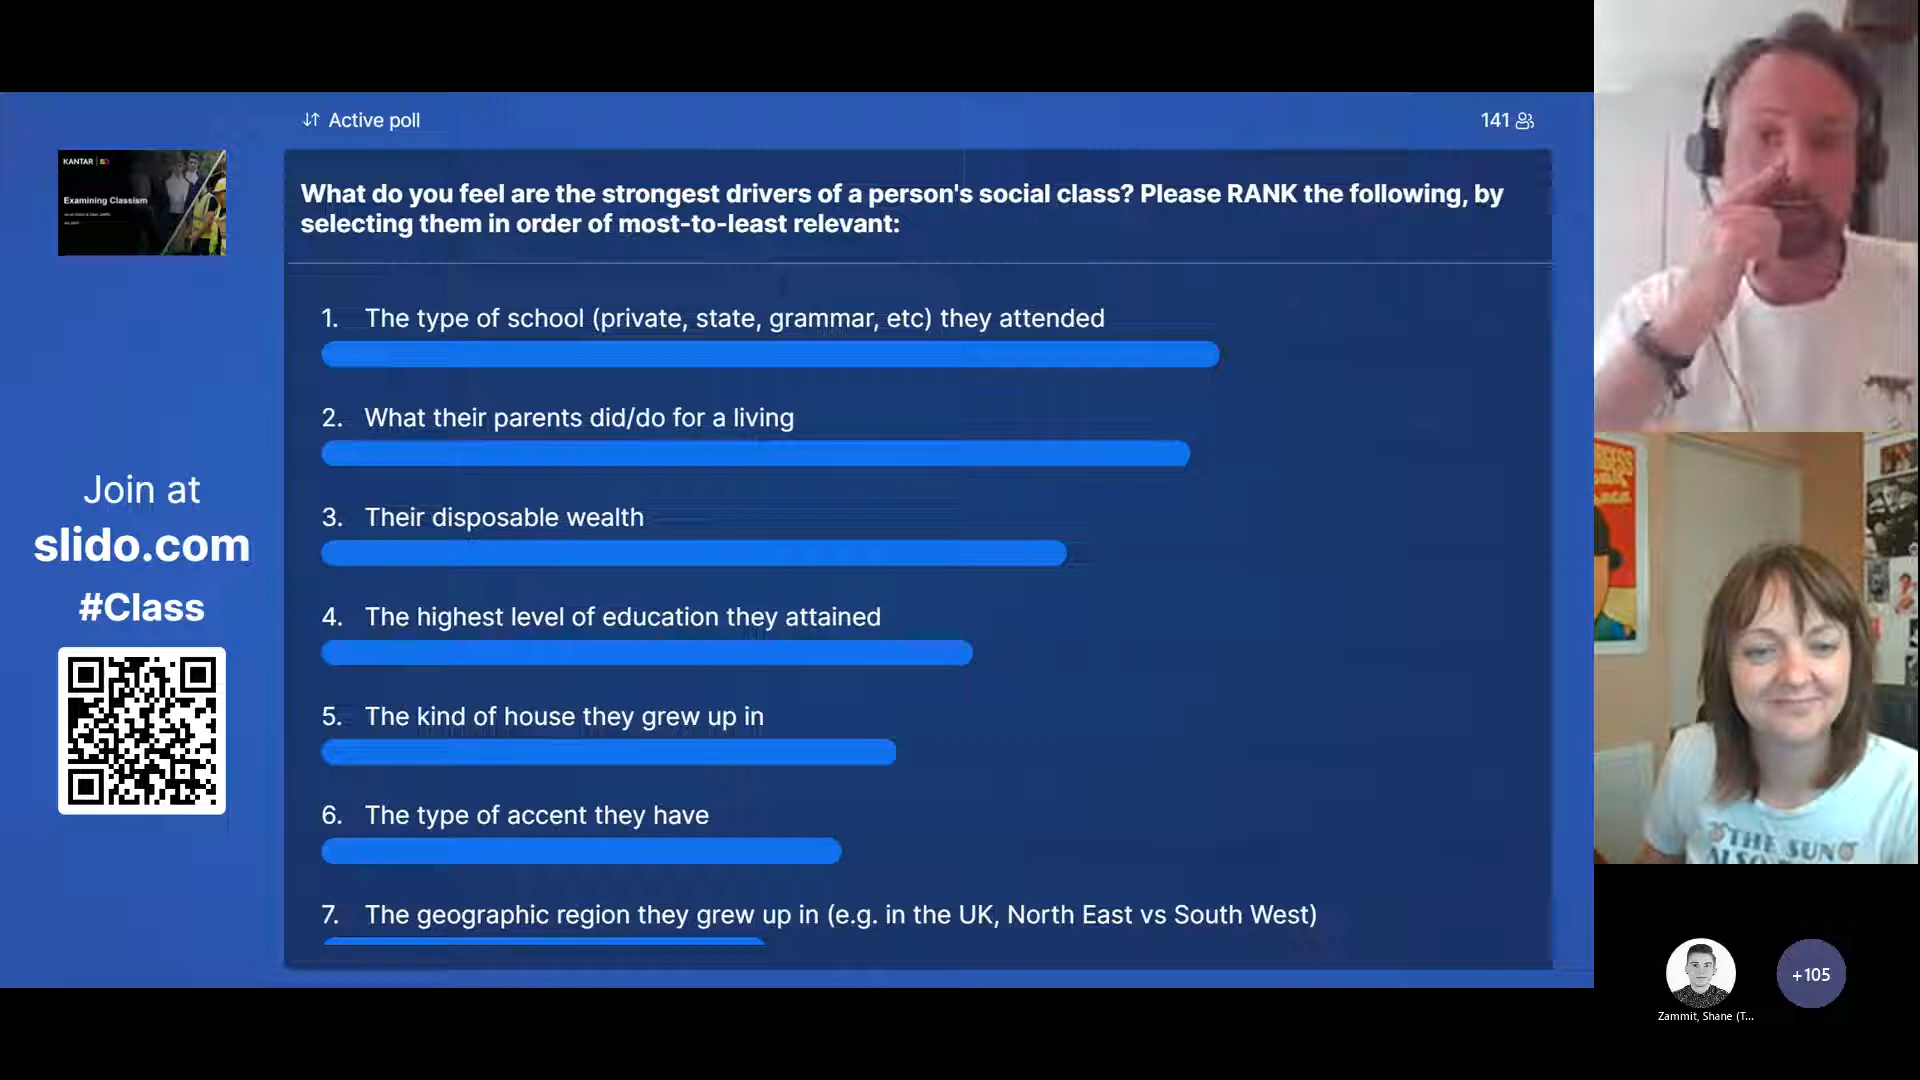 Active poll
141
KANTAR
Examining Classism
What do you feel are the strongest drivers of a person's social class? Please RANK the following, by
selecting them in order of most-to-least relevant:
1. The type of school (private, state, grammar, etc) they attended
2. What their parents did/do for a living
3. Their disposable wealth
4. The highest level of education they attained
5. The kind of house they grew up in
6. The type of accent they have
7. The geographic region they grew up in (e.g. in the UK, North East vs South West)
Join at
slido.com
#Class
THE SUN
ALSO
Zammit, Shane (T...
+105